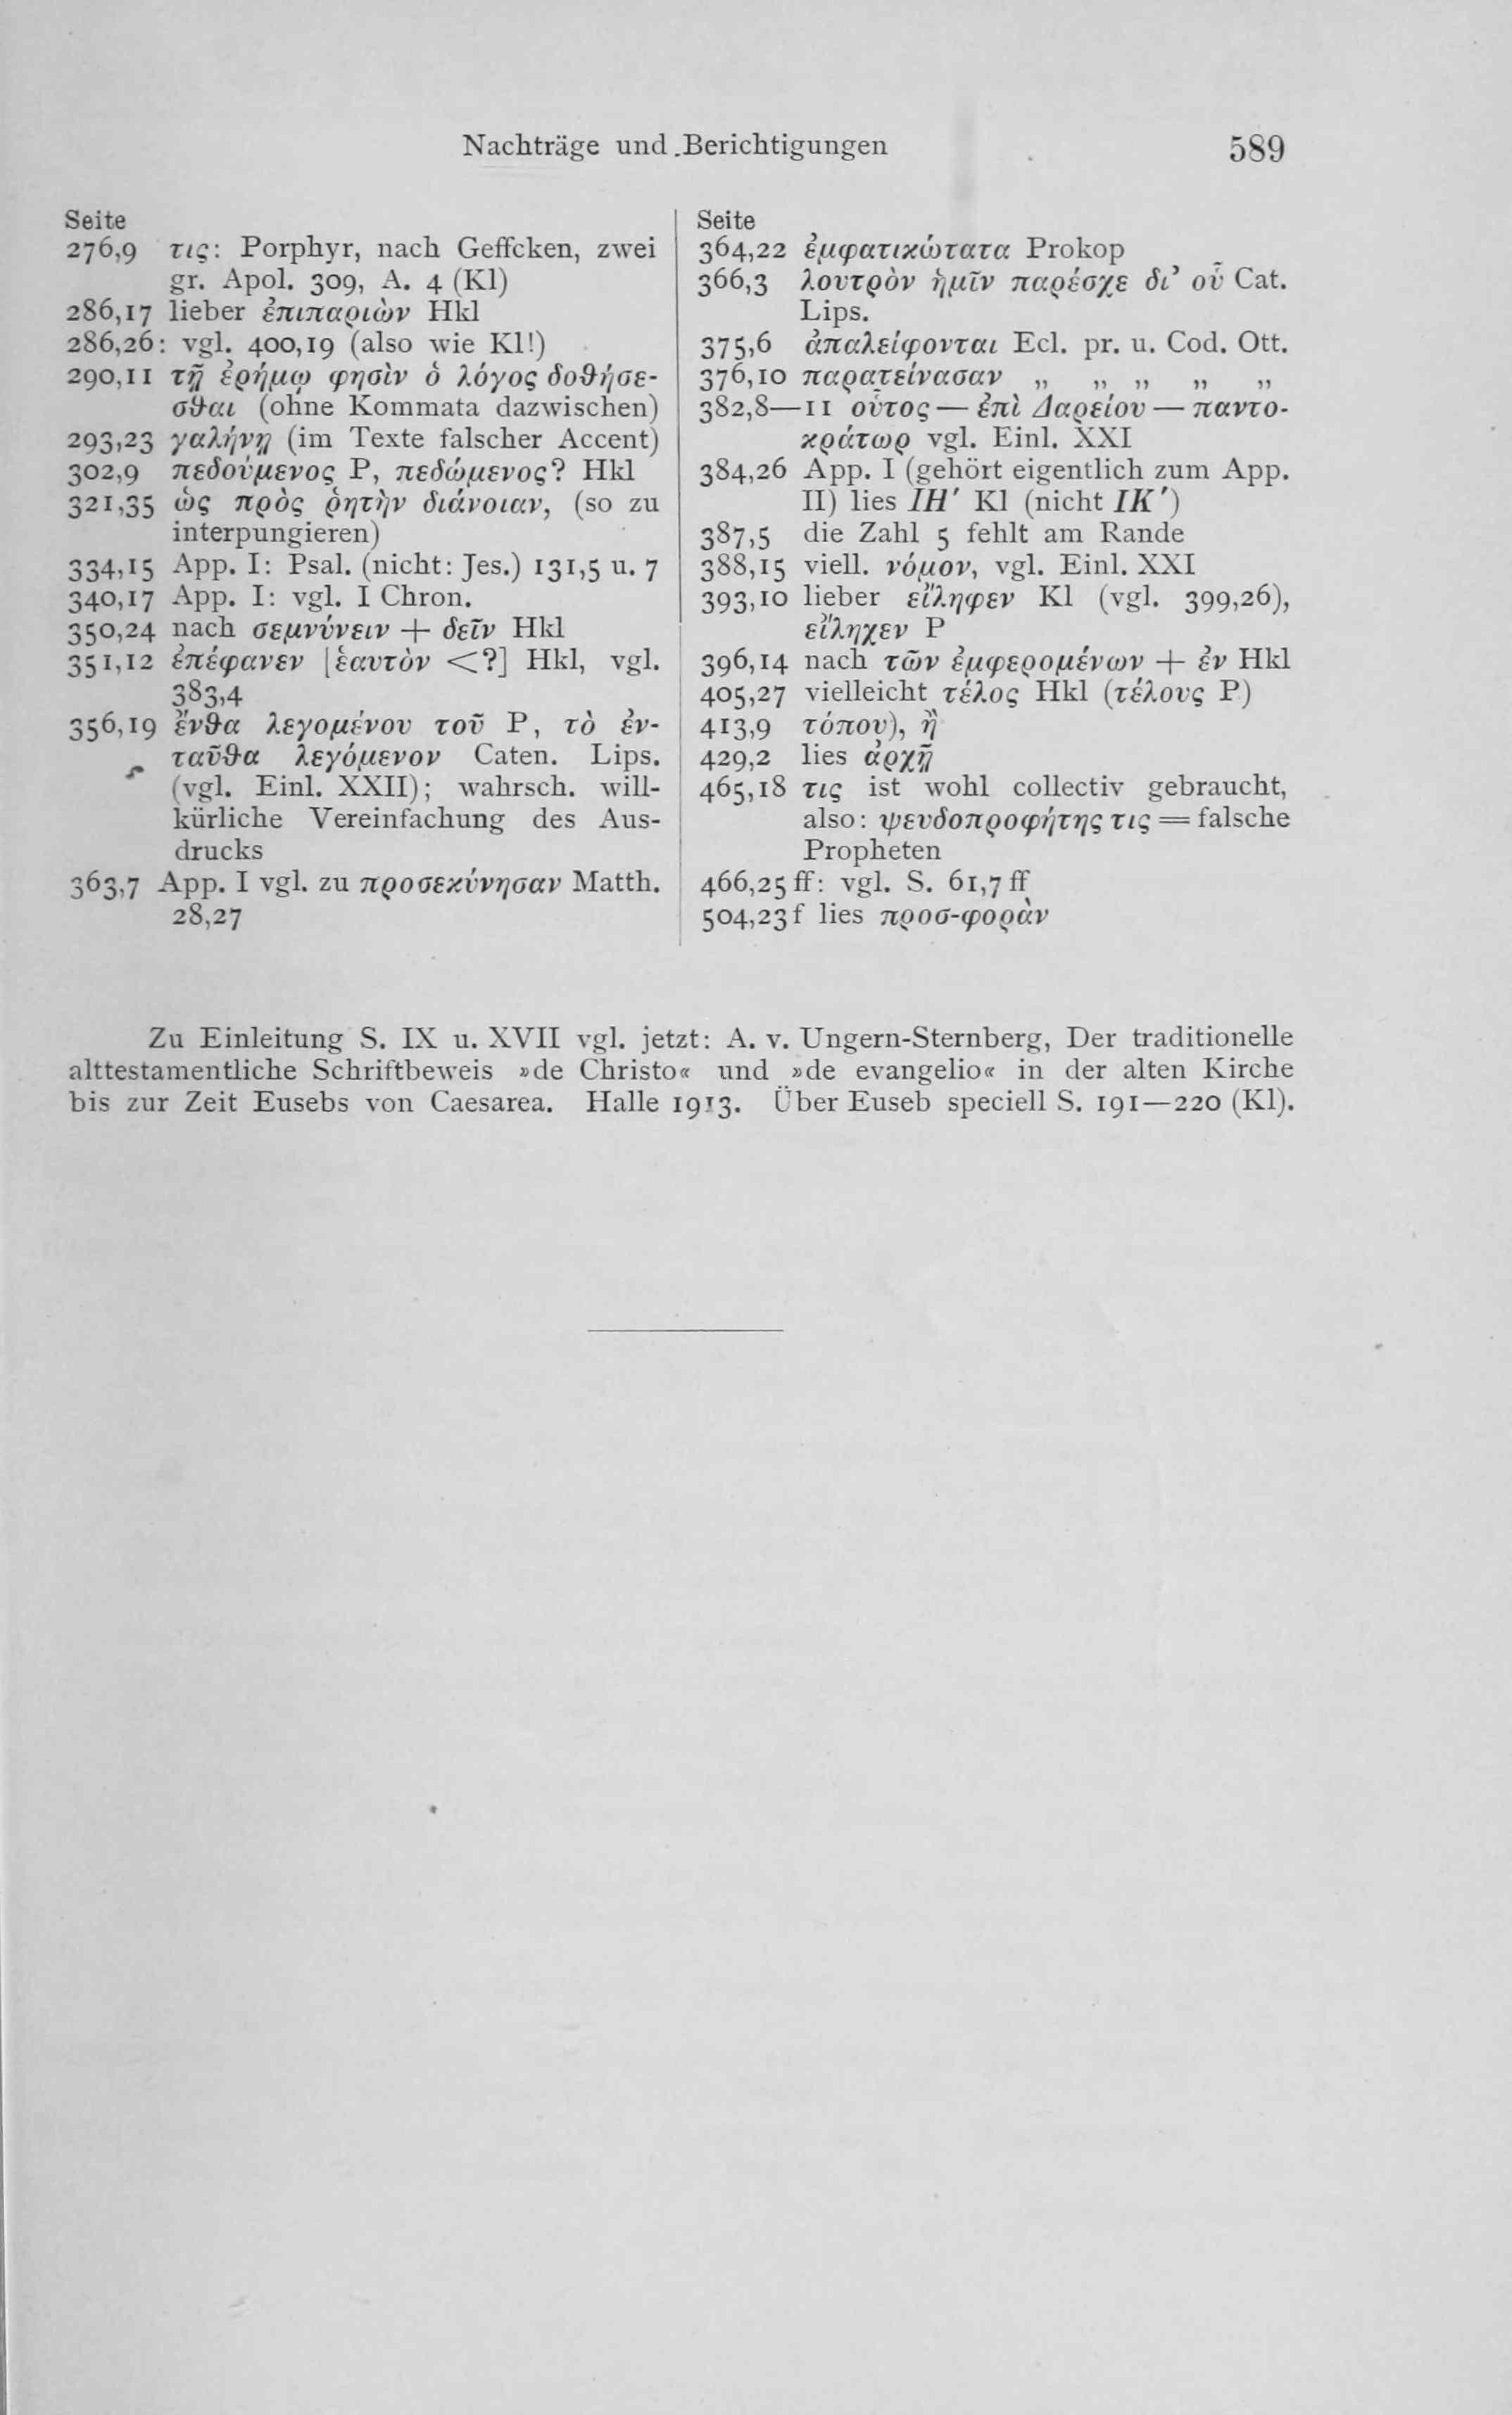 Nachträge und Berichtigungen 589
Seite
276,9 τις: Porphyr, nach Geffcken, zwei
gr. Apol. 309, A. 4 (Kl)
286,17 lieber ἐπιπαριὼν Hkl
286,26: vgl. 400,19 (also wie Kl!)
290,11 τῇ ἐρήμῳ φησὶν ὁ λόγος δοθήσε-
σθαι (ohne Kommata dazwischen)
293,23 γαλήνῃ (im Texte falscher Accent)
302,9 πεδούμενος P, πεδώμενος? Hkl
321,35 ὡς πρὸς ῥητὴν διάνοιαν, (so zu
interpungieren)
334,15 App. I: Psal. (nicht: Jes.) 131,5 u. 7
340,17 App. I: vgl. I Chron.
350,24 nach σεμνύνειν + δεῖν Hkl
351,12 ἐπέφανεν [ἑαυτὸν <?] Hkl, vgl.
383,4
356,19 ἔνθα λεγομένου τοῦ P, τὸ ἐν-
ταῦθα λεγόμενον Caten. Lips.
(vgl. Einl. XXII); wahrsch. will-
kürliche Vereinfachung des Aus-
drucks
363,7 App. I vgl. zu προσεκύνησαν Matth.
28,27
Seite
364,22 ἐμφατικώτατα Prokop
366,3 λουτρὸν ἡμῖν παρέσχε δι’ οὗ Cat.
Lips.
375,6 ἀπαλείφονται Ecl. pr. u. Cod. Ott.
376,10 παρατείνασαν „ „ „ „ „
382,8—11 οὗτος — ἐπὶ Δαρείου — παντο-
κράτωρ vgl. Einl. XXI
384,26 App. I (gehört eigentlich zum App.
II) lies ΙΗ′ Kl (nicht ΙΚ′)
387,5 die Zahl 5 fehlt am Rande
388,15 viell. νόμον, vgl. Einl. XXI
393,10 lieber εἴληφεν Kl (vgl. 399,26),
εἴληχεν P
396,14 nach τῶν ἐμφερομένων + ἐν Hkl
405,27 vielleicht τέλος Hkl (τέλους P)
413,9 τόπου), ἢ
429,2 lies ἀρχῇ
465,18 τις ist wohl collectiv gebraucht,
also: ψευδοπροφήτης τις = falsche
Propheten
466,25 ff: vgl. S. 61,7 ff
504,23 f lies προσ-φορὰν
Zu Einleitung S. IX u. XVII vgl. jetzt: A. v. Ungern-Sternberg, Der traditionelle
alttestamentliche Schriftbeweis »de Christo« und »de evangelio« in der alten Kirche
bis zur Zeit Eusebs von Caesarea. Halle 1913. Über Euseb speciell S. 191—220 (Kl).